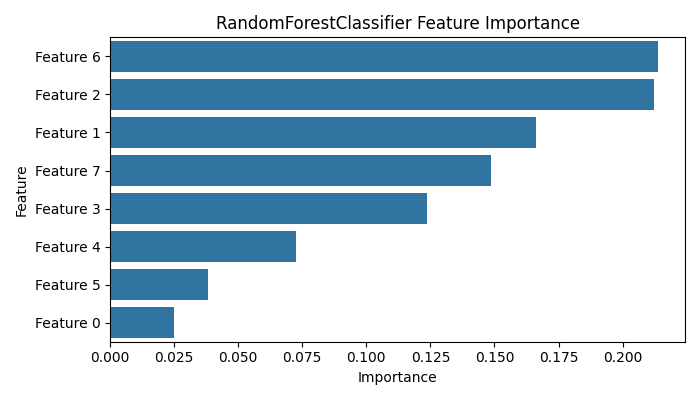 RandomForestClassifier Feature Importance
Feature 6
Feature 2
Feature 1
Feature 7
Feature 3
Feature 4
Feature 5
Feature 0
Feature
0.000 0.025 0.050 0.075 0.100 0.125 0.150 0.175 0.200
Importance